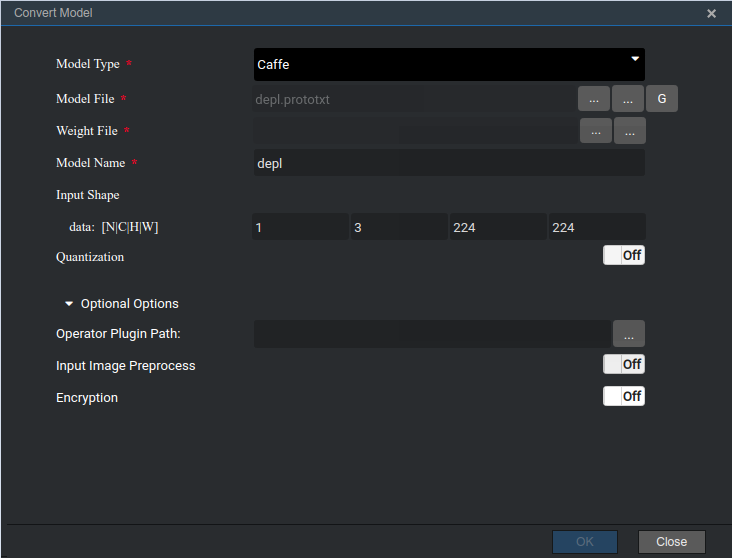 Convert Model
Model Type * Caffe
Model File * depl.prototxt ... ... G
Weight File * ... ...
Model Name * depl
Input Shape
data: [N|C|H|W] 1 3 224 224
Quantization Off
Optional Options
Operator Plugin Path: ...
Input Image Preprocess Off
Encryption Off
OK Close